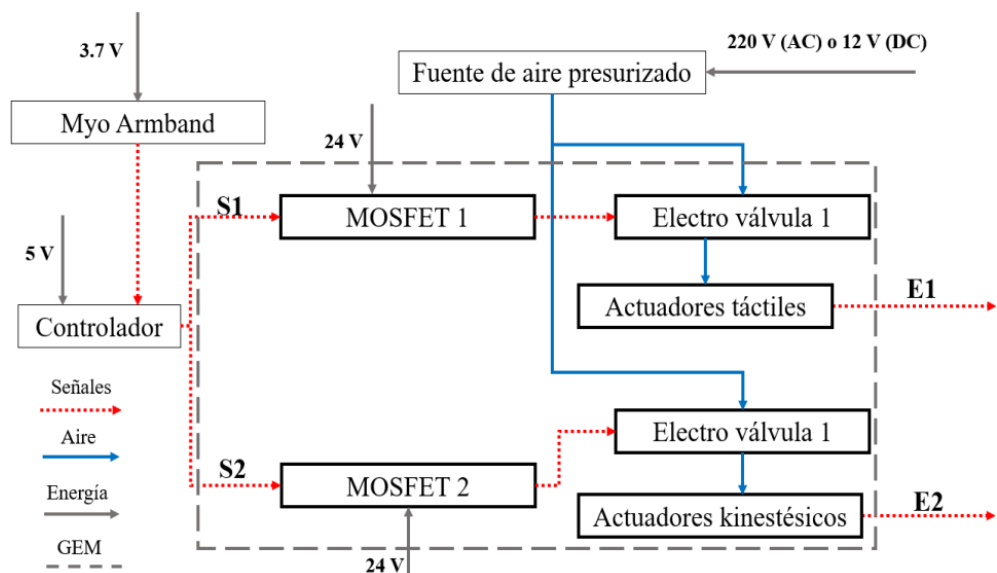 3.7 V
220 V (AC) o 12 V (DC)
Fuente de aire presurizado
Myo Armband
24 V
S1
MOSFET 1
Electro válvula 1
5 V
Controlador
Actuadores táctiles
E1
Señales
Aire
Energía
GEM
S2
MOSFET 2
Electro válvula 1
Actuadores kinestésicos
E2
24 V